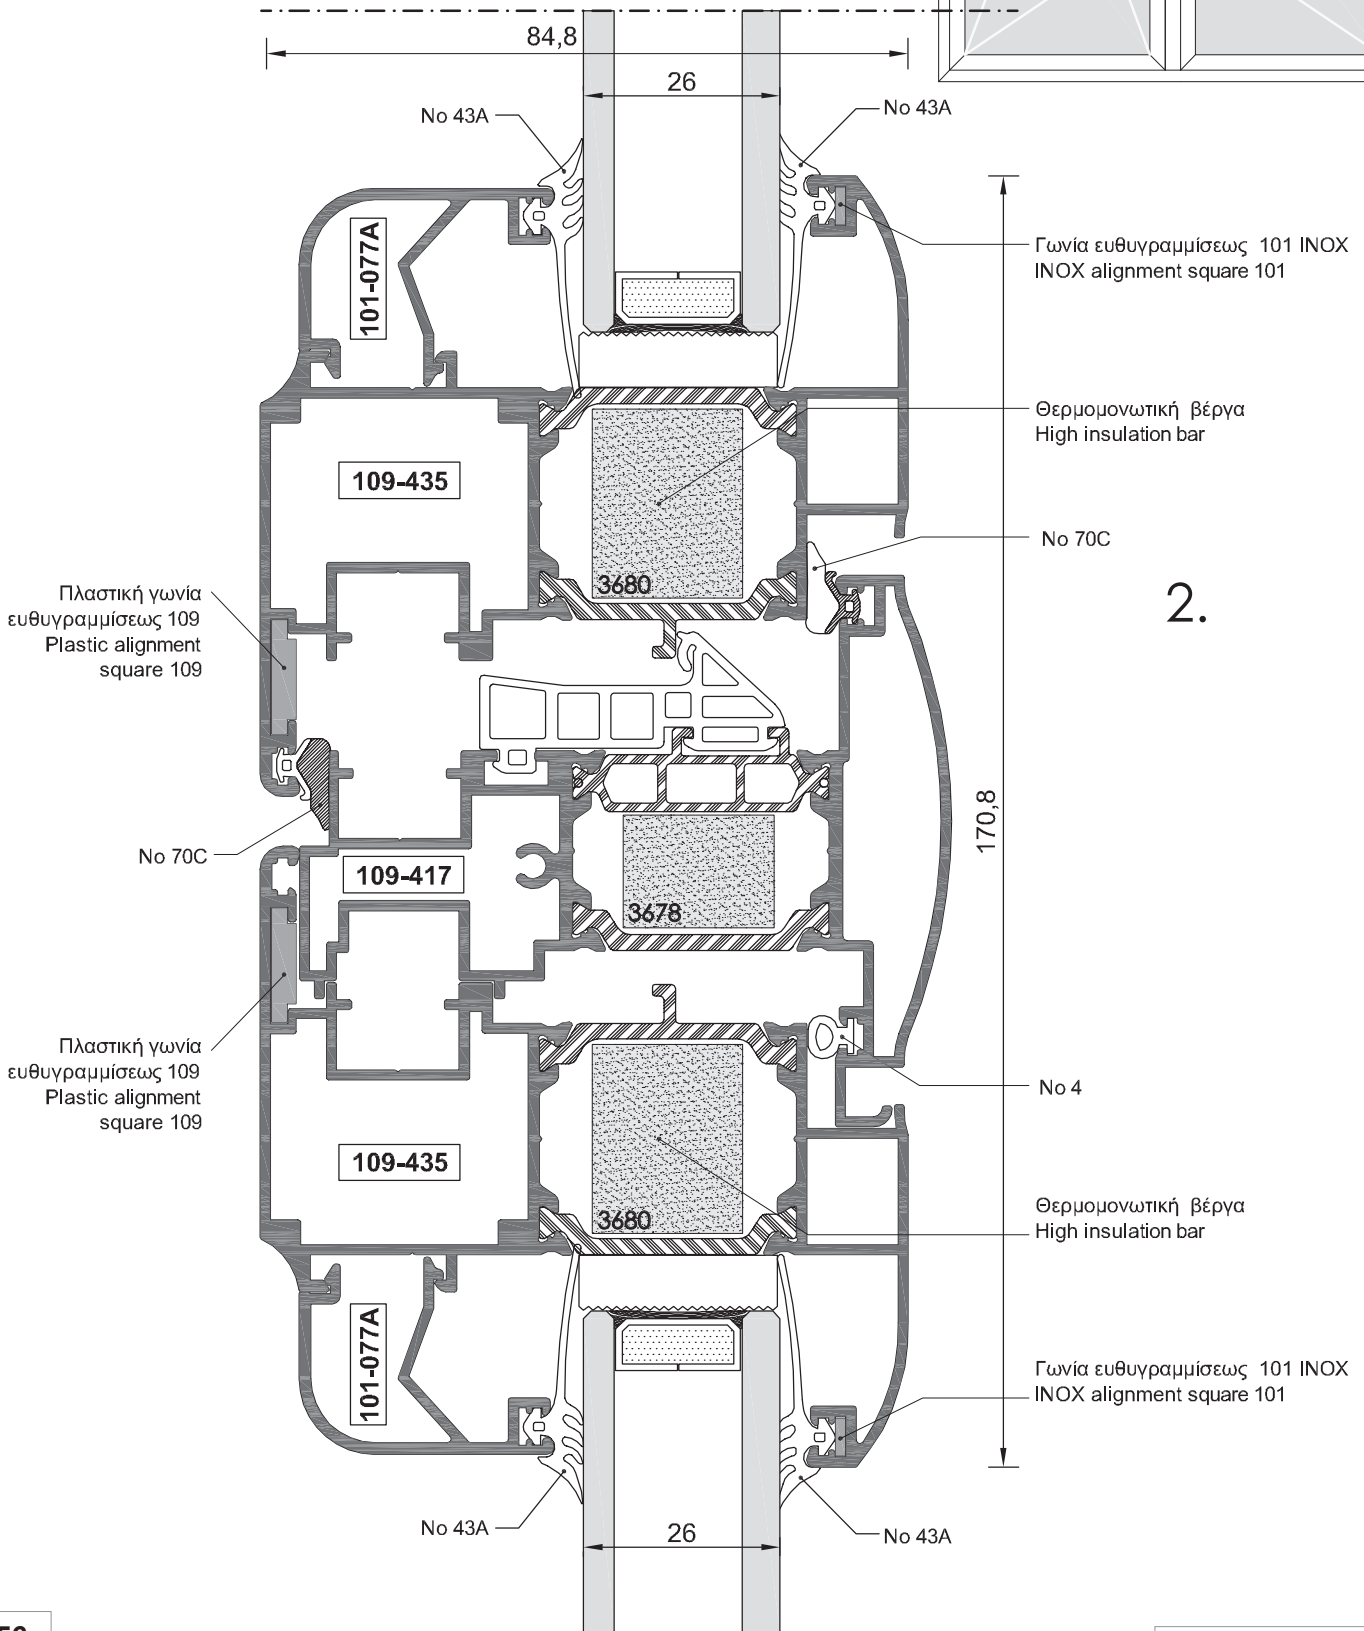 84,8
26
No 43A
No 43A
101-077A
Γωνία ευθυγραμμίσεως 101 INOX
INOX alignment square 101
Θερμομονωτική βέργα
High insulation bar
109-435
No 70C
3680
Πλαστική γωνία
ευθυγραμμίσεως 109
Plastic alignment
square 109
2.
170,8
No 70C
109-417
3678
Πλαστική γωνία
ευθυγραμμίσεως 109
Plastic alignment
square 109
No 4
109-435
3680
Θερμομονωτική βέργα
High insulation bar
101-077A
Γωνία ευθυγραμμίσεως 101 INOX
INOX alignment square 101
No 43A
26
No 43A